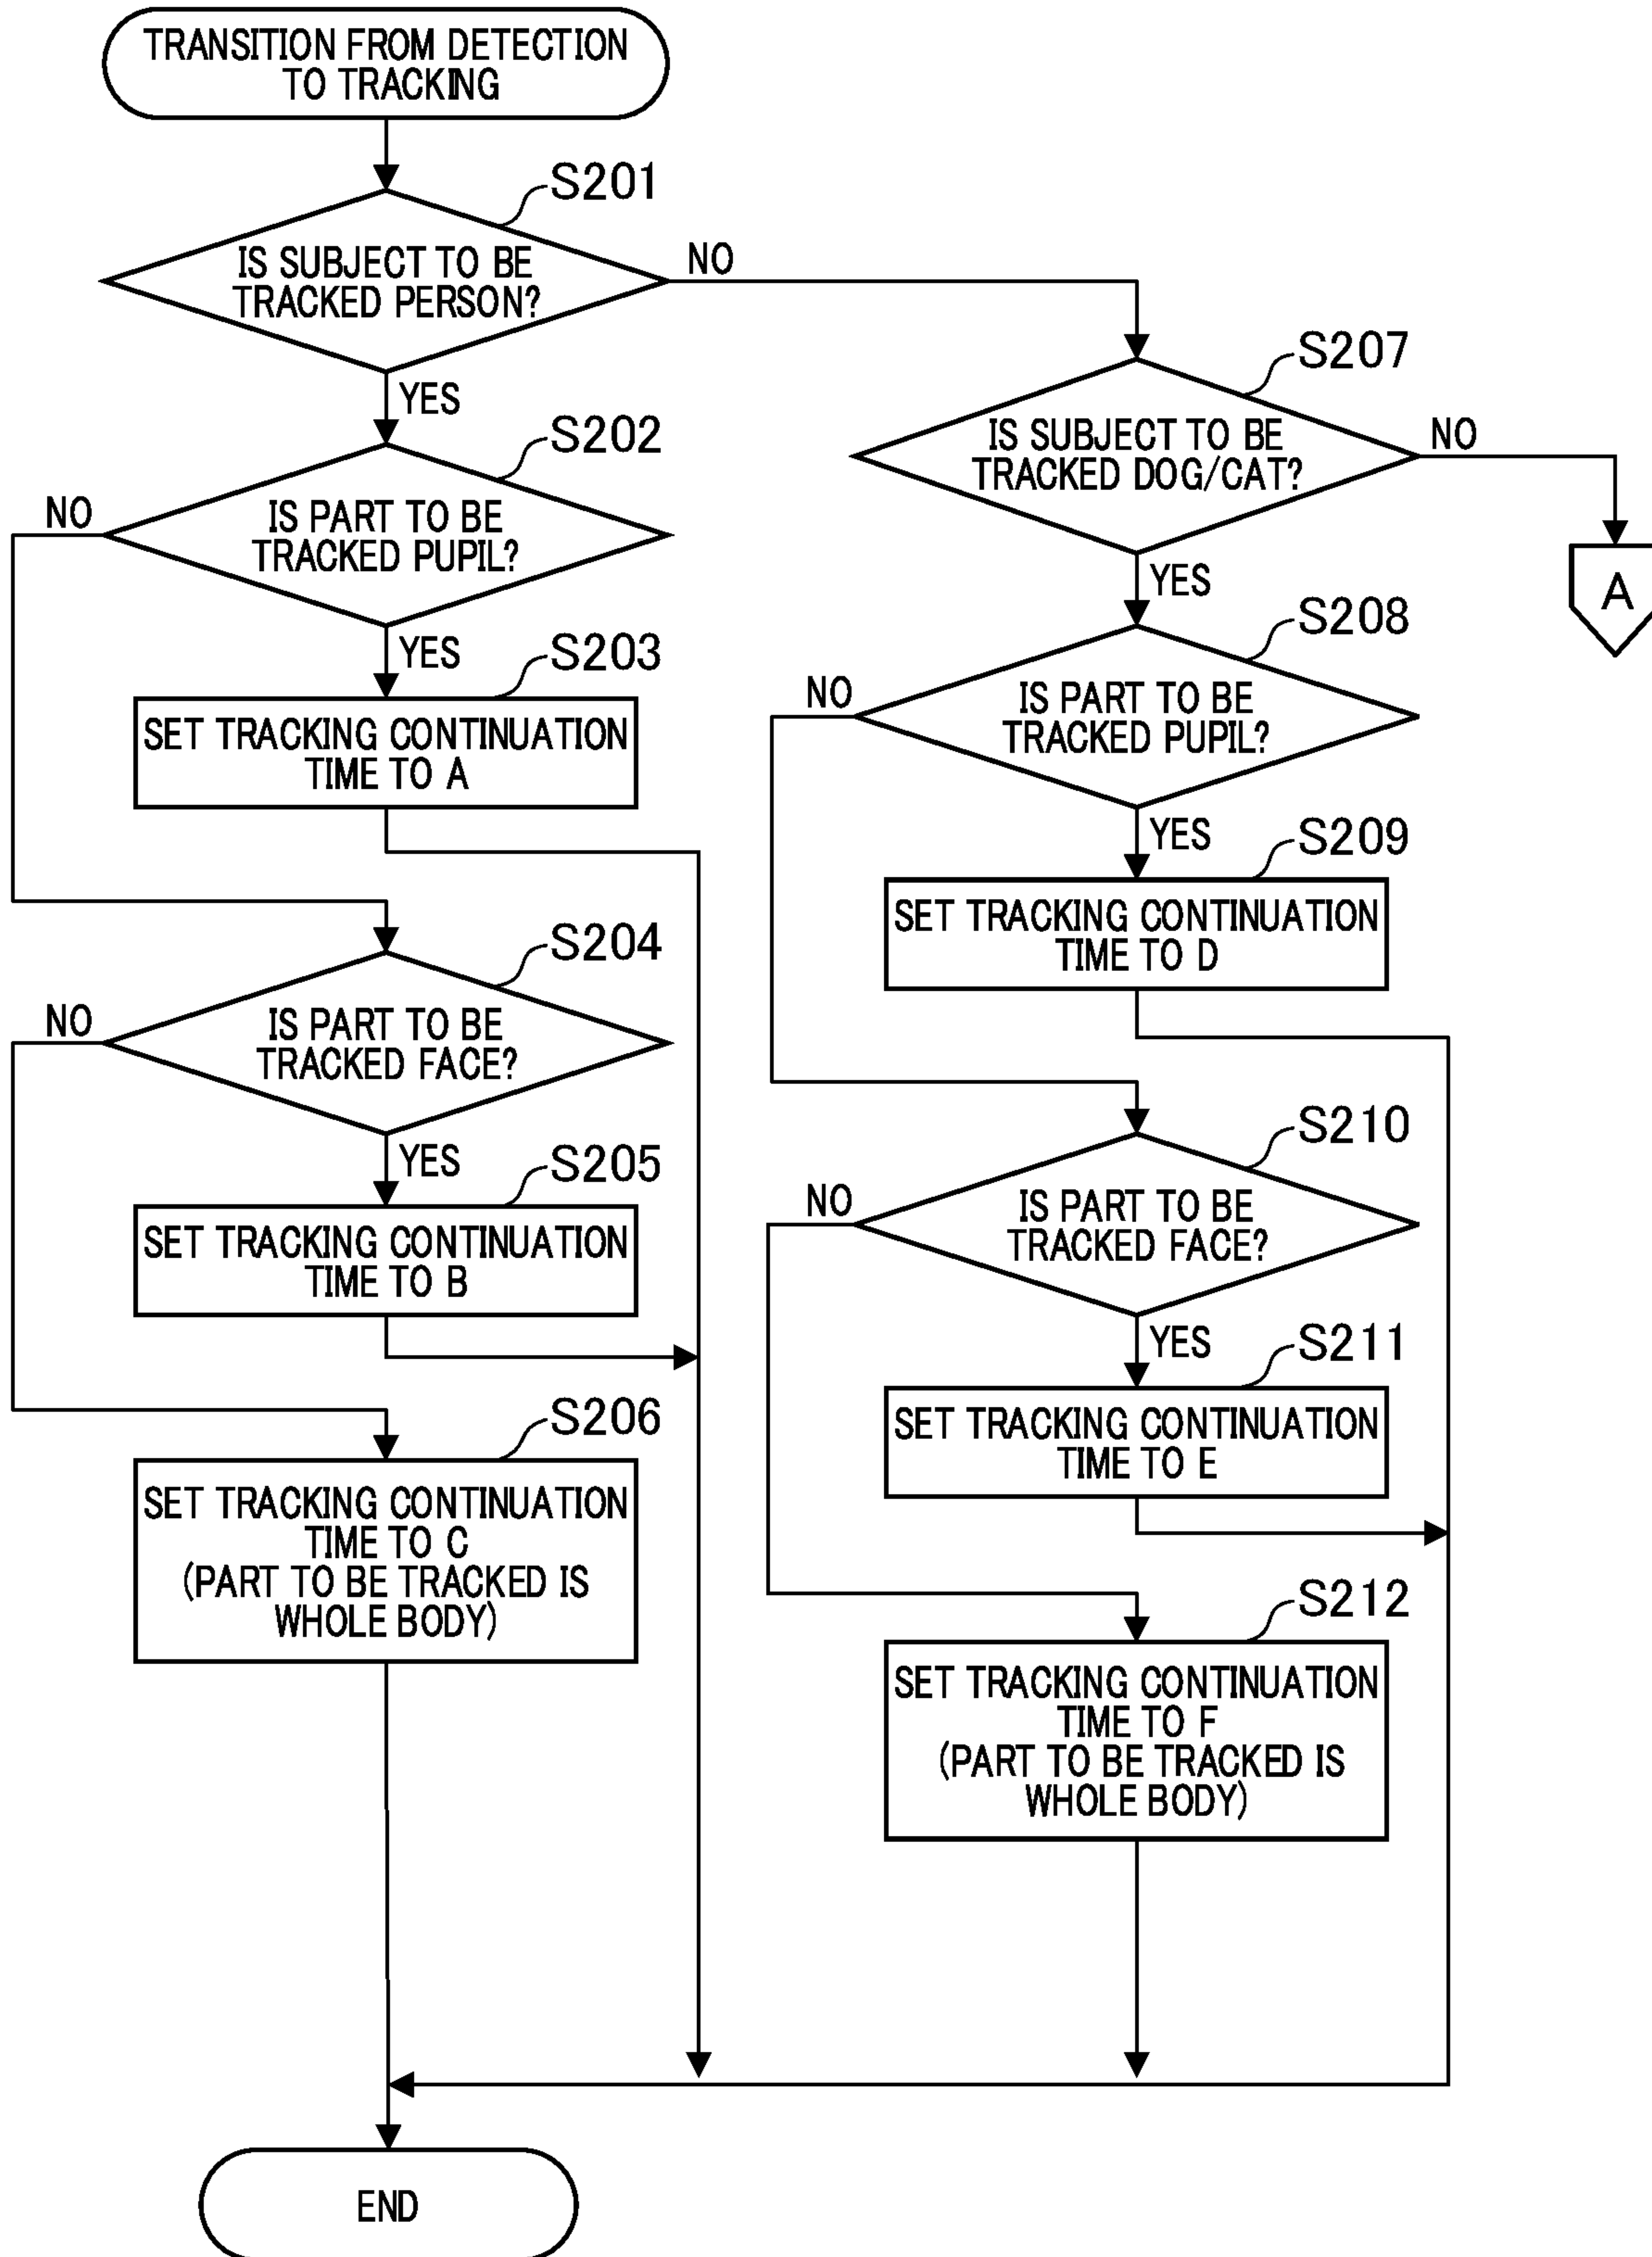 TRANSITION FROM DETECTION
TO TRACKING
S201
IS SUBJECT TO BE
TRACKED PERSON?
NO
YES
S202
IS PART TO BE
TRACKED PUPIL?
NO
YES
S203
SET TRACKING CONTINUATION
TIME TO A
S204
IS PART TO BE
TRACKED FACE?
NO
YES
S205
SET TRACKING CONTINUATION
TIME TO B
S206
SET TRACKING CONTINUATION
TIME TO C
(PART TO BE TRACKED IS
WHOLE BODY)
S207
IS SUBJECT TO BE
TRACKED DOG/CAT?
NO
A
YES
S208
IS PART TO BE
TRACKED PUPIL?
NO
YES
S209
SET TRACKING CONTINUATION
TIME TO D
S210
IS PART TO BE
TRACKED FACE?
NO
YES
S211
SET TRACKING CONTINUATION
TIME TO E
S212
SET TRACKING CONTINUATION
TIME TO F
(PART TO BE TRACKED IS
WHOLE BODY)
END